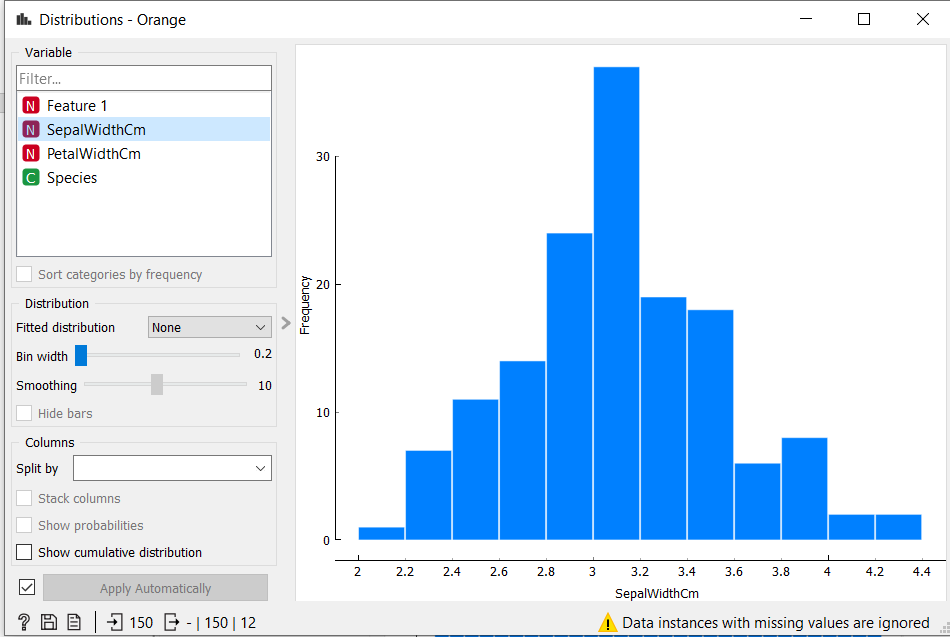 Distributions - Orange
Variable
Filter...
N Feature 1
N SepalWidthCm
N PetalWidthCm
C Species
Sort categories by frequency
Distribution
Fitted distribution None
Bin width 0.2
Smoothing 10
Hide bars
Columns
Split by
Stack columns
Show probabilities
Show cumulative distribution
Apply Automatically
? 150 - | 150 | 12
Frequency
30
20
10
0
2 2.2 2.4 2.6 2.8 3 3.2 3.4 3.6 3.8 4 4.2 4.4
SepalWidthCm
Data instances with missing values are ignored